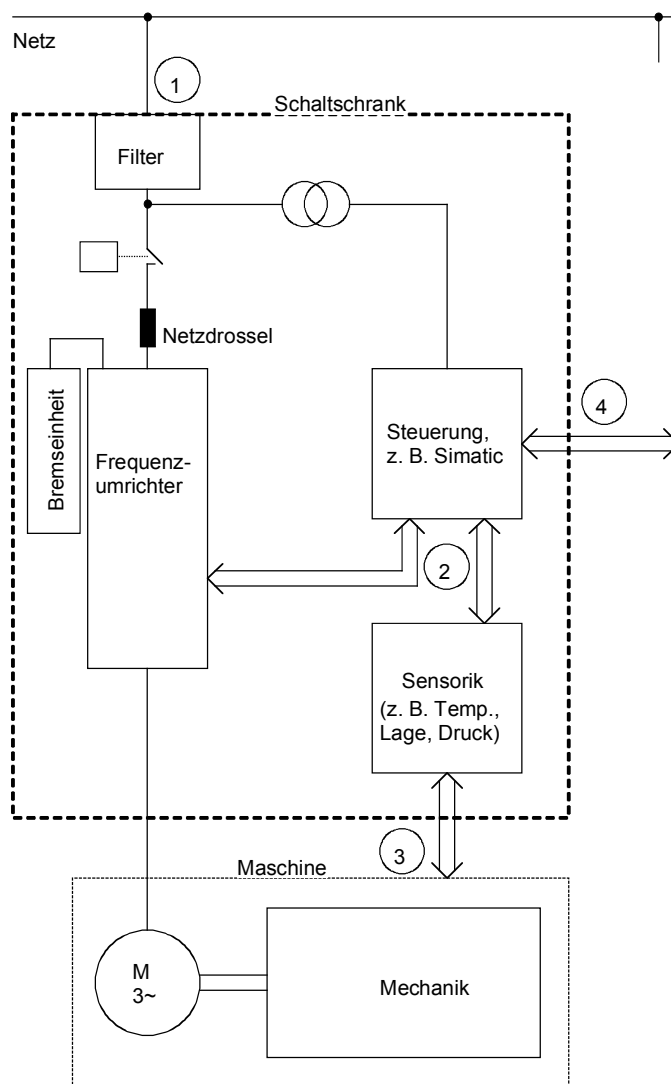 Netz
1
Schaltschrank
Filter
Netzdrossel
Bremseinheit
Frequenz-
umrichter
Steuerung,
z. B. Simatic
4
2
Sensorik
(z. B. Temp.,
Lage, Druck)
3
Maschine
M
3~
Mechanik